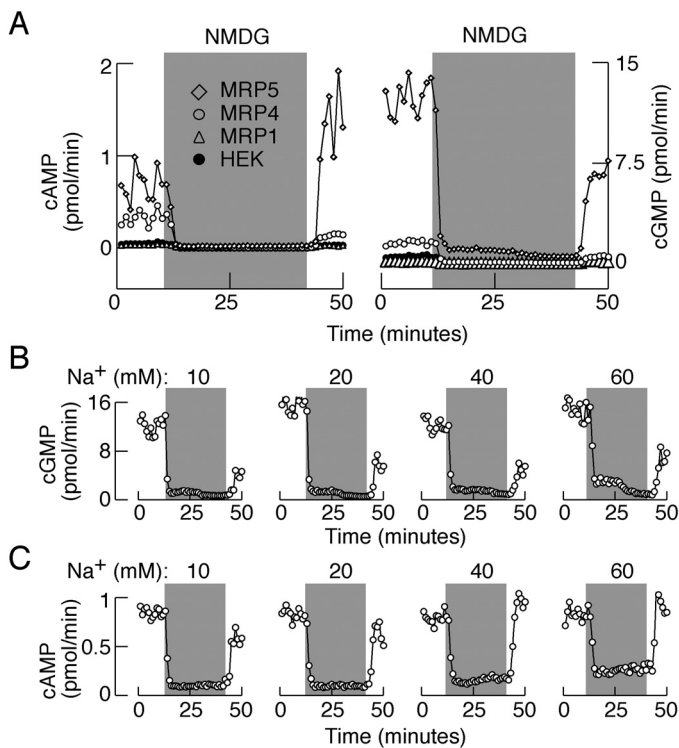 A
NMDG NMDG
2 15
MRP5
MRP4
MRP1
HEK
1 7.5
0 0
cAMP
(pmol/min)
cGMP (pmol/min)
0 25 50 0 25 50
Time (minutes)
B
Na+ (mM): 10 20 40 60
16
8
0
cGMP
(pmol/min)
0 25 50 0 25 50 0 25 50 0 25 50
Time (minutes)
C
Na+ (mM): 10 20 40 60
1
0.5
0
cAMP
(pmol/min)
0 25 50 0 25 50 0 25 50 0 25 50
Time (minutes)